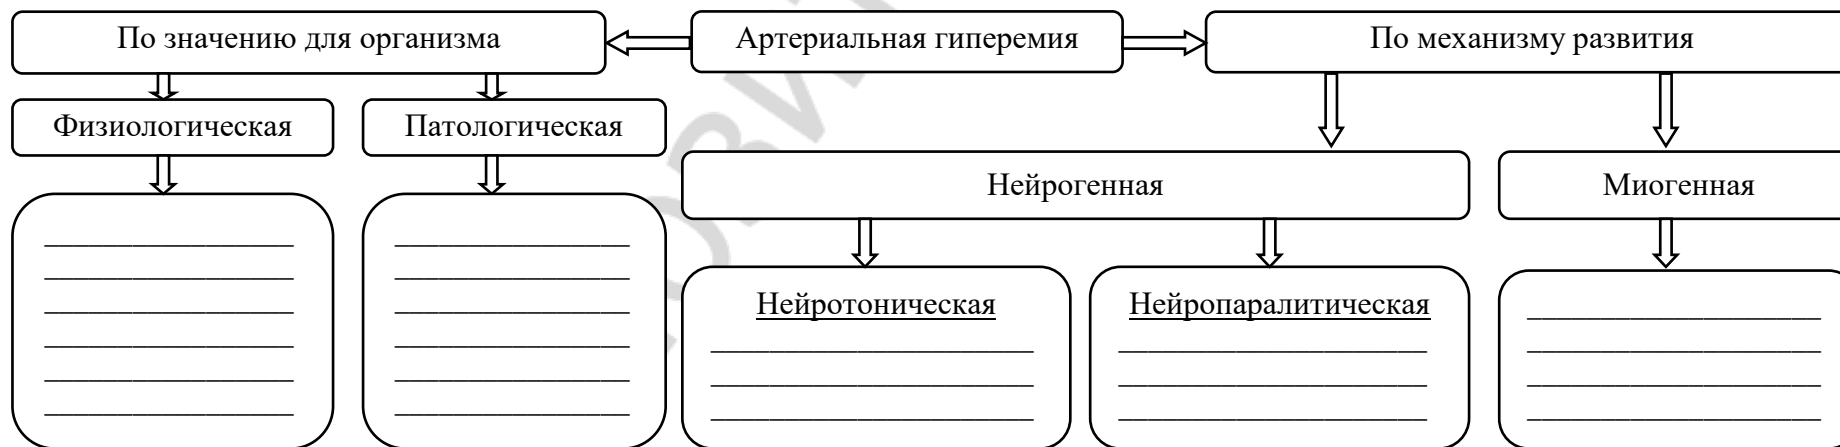 По значению для организма
Артериальная гиперемия
По механизму развития
Физиологическая
Патологическая
Нейрогенная
Миогенная
Нейротоническая
Нейропаралитическая